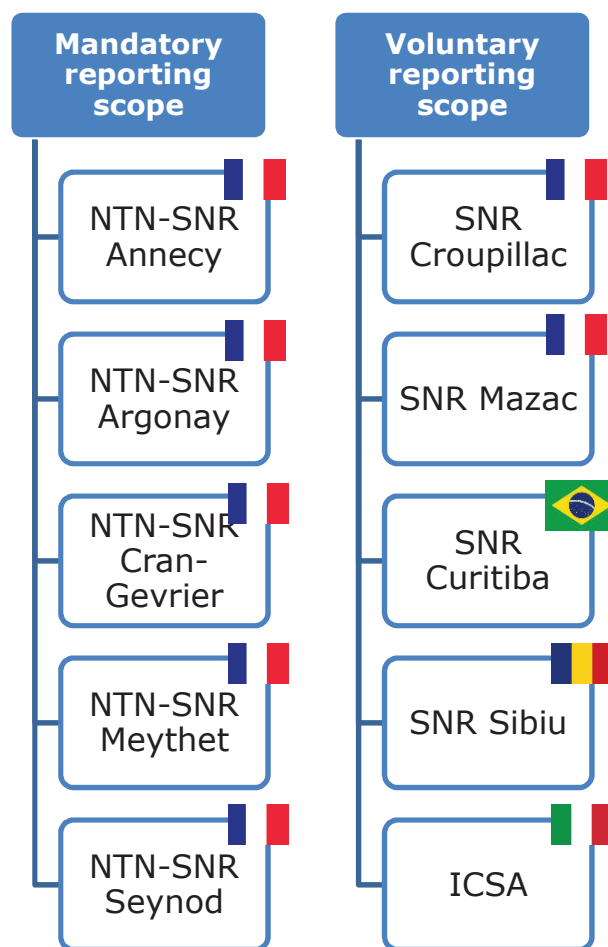 Mandatory
reporting
scope
NTN-SNR
Annecy
NTN-SNR
Argonay
NTN-SNR
Cran-
Gevrier
NTN-SNR
Meythet
NTN-SNR
Seynod
Voluntary
reporting
scope
SNR
Croupillac
SNR Mazac
SNR
Curitiba
SNR Sibiu
ICSA